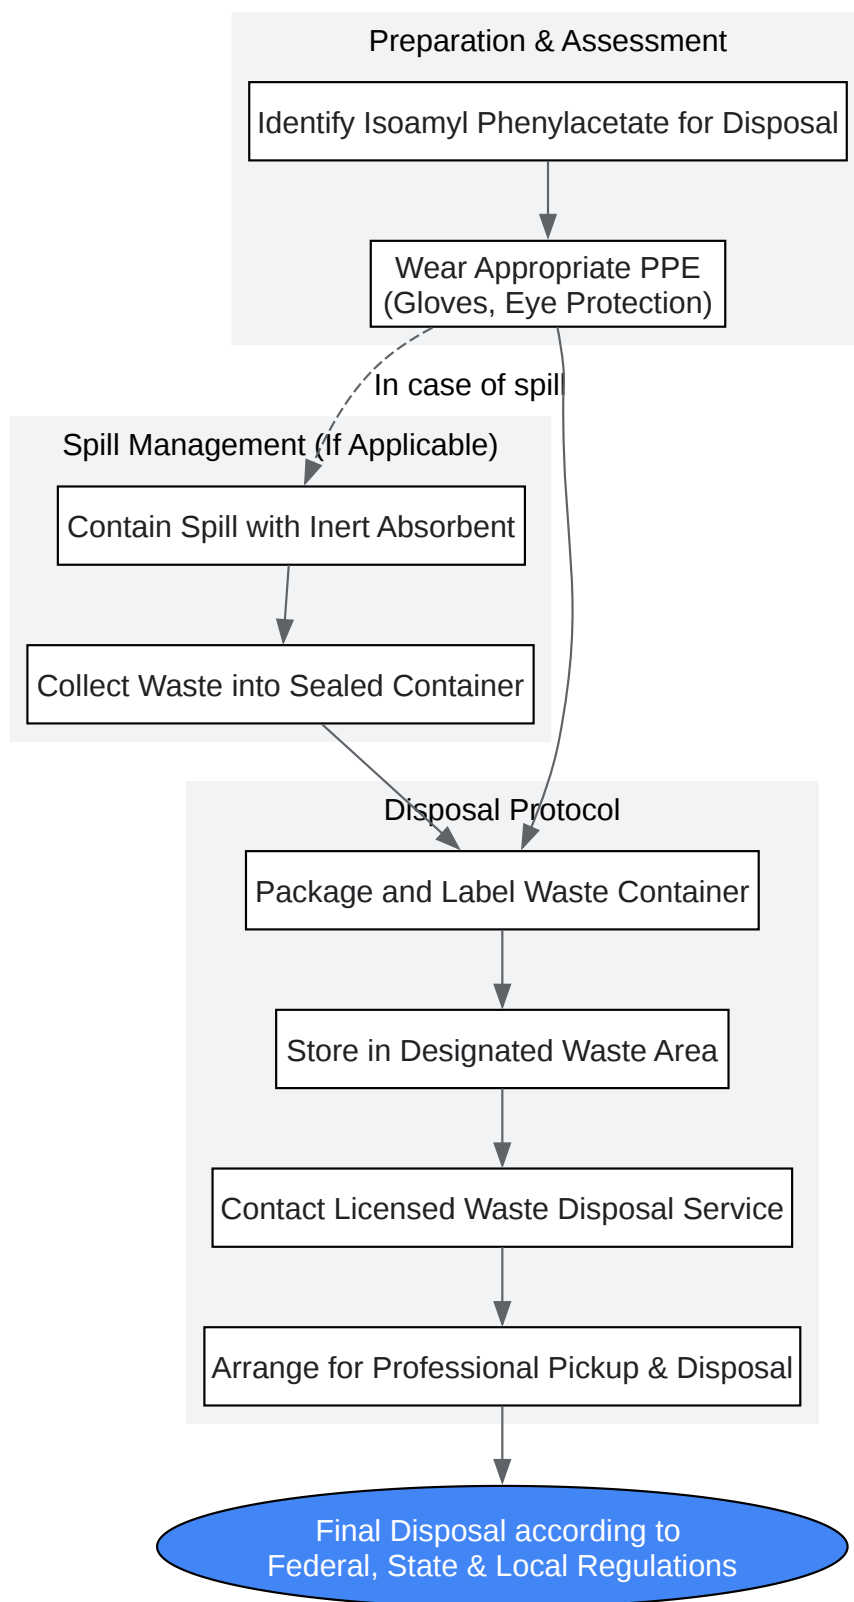 Preparation & Assessment
Identify Isoamyl Phenylacetate for Disposal
Wear Appropriate PPE
(Gloves, Eye Protection)
In case of spill
Spill Management (If Applicable)
Contain Spill with Inert Absorbent
Collect Waste into Sealed Container
Disposal Protocol
Package and Label Waste Container
Store in Designated Waste Area
Contact Licensed Waste Disposal Service
Arrange for Professional Pickup & Disposal
Final Disposal according to
Federal, State & Local Regulations